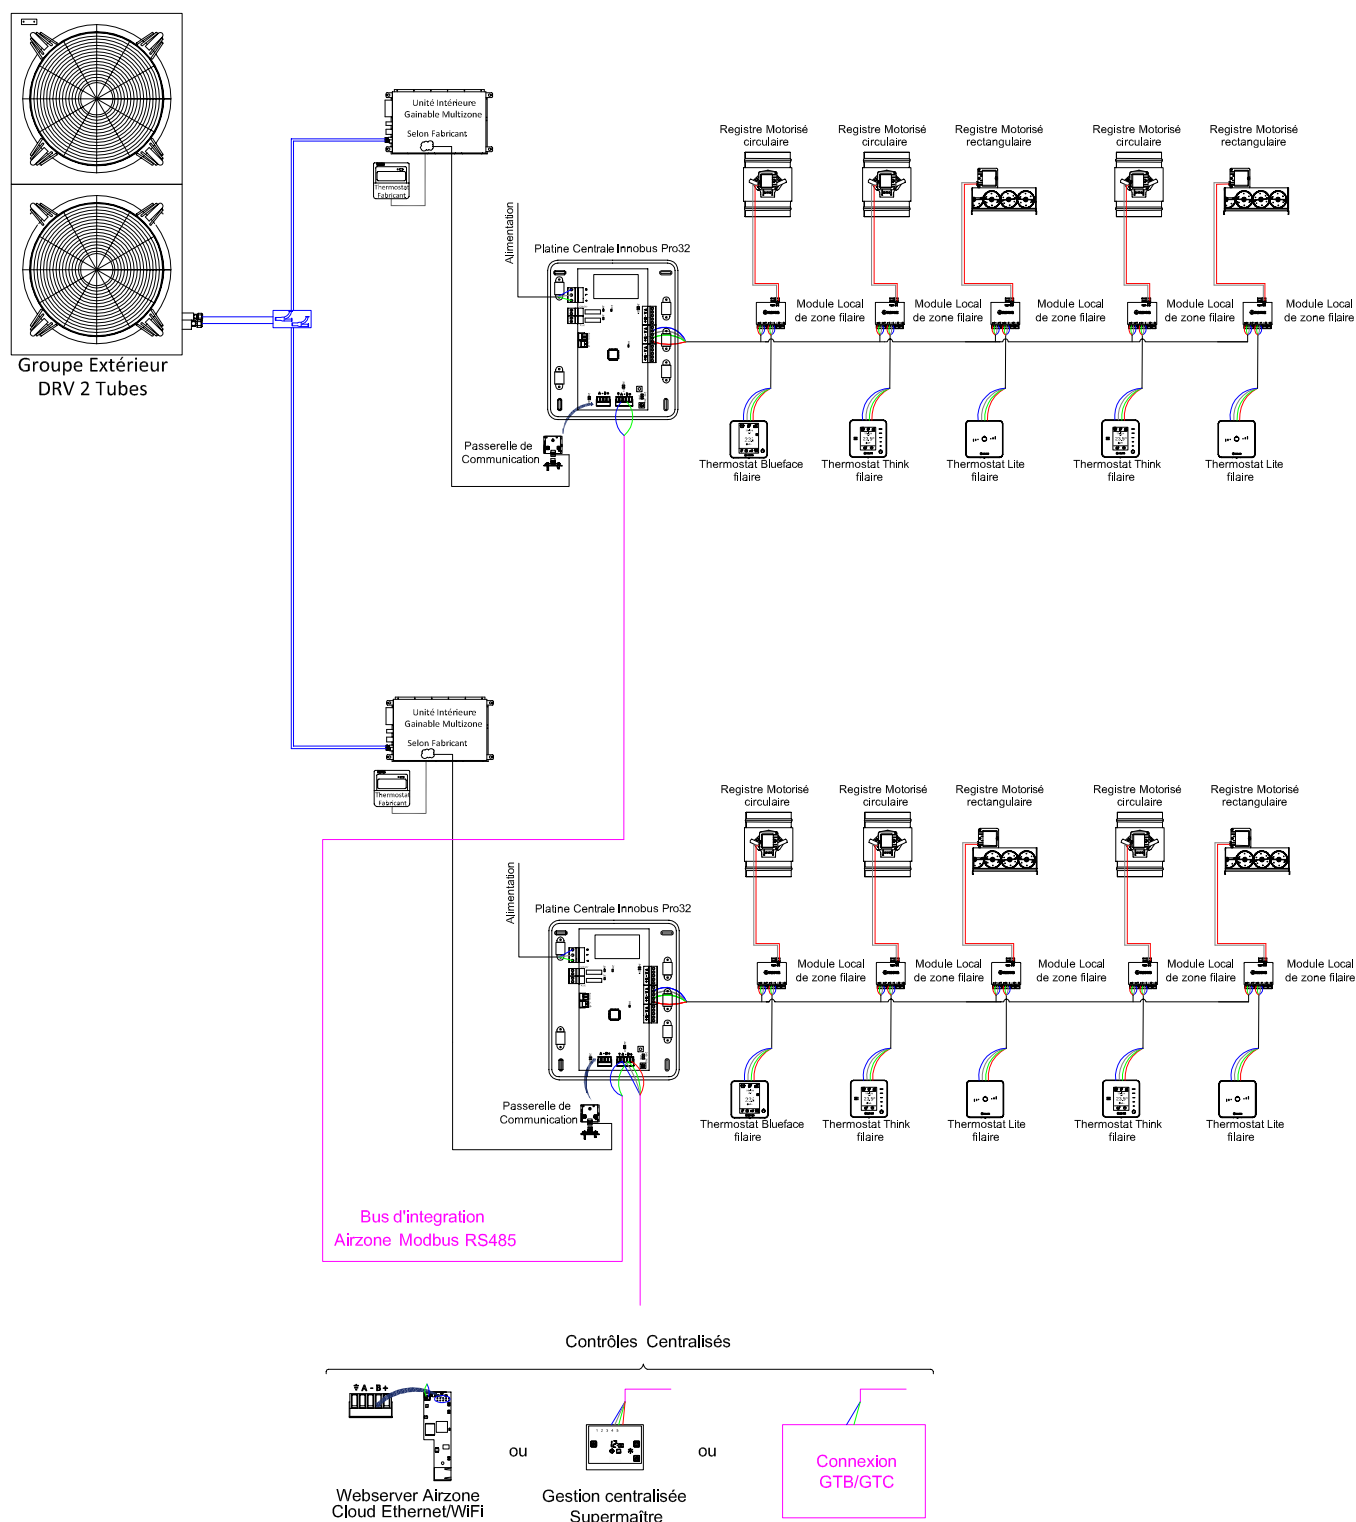 Unité Intérieure
Gainable Multizone
Selon Fabricant
Thermostat
Fabricant
Groupe Extérieur
DRV 2 Tubes
Alimentation
Platine Centrale Innobus Pro32
Passerelle de
Communication
Registre Motorisé
circulaire
Registre Motorisé
circulaire
Registre Motorisé
rectangulaire
Registre Motorisé
circulaire
Registre Motorisé
rectangulaire
Module Local
de zone filaire
Module Local
de zone filaire
Module Local
de zone filaire
Module Local
de zone filaire
Module Local
de zone filaire
Thermostat Blueface
filaire
Thermostat Think
filaire
Thermostat Lite
filaire
Thermostat Think
filaire
Thermostat Lite
filaire
Unité Intérieure
Gainable Multizone
Selon Fabricant
Thermostat
Fabricant
Alimentation
Platine Centrale Innobus Pro32
Passerelle de
Communication
Registre Motorisé
circulaire
Registre Motorisé
circulaire
Registre Motorisé
rectangulaire
Registre Motorisé
circulaire
Registre Motorisé
rectangulaire
Module Local
de zone filaire
Module Local
de zone filaire
Module Local
de zone filaire
Module Local
de zone filaire
Module Local
de zone filaire
Thermostat Blueface
filaire
Thermostat Think
filaire
Thermostat Lite
filaire
Thermostat Think
filaire
Thermostat Lite
filaire
Bus d'integration
Airzone Modbus RS485
Contrôles Centralisés
A - B +
Webserver Airzone
Cloud Ethernet/WiFi
ou
1 2 3 4 5
Gestion centralisée
Supermaître
ou
Connexion
GTB/GTC